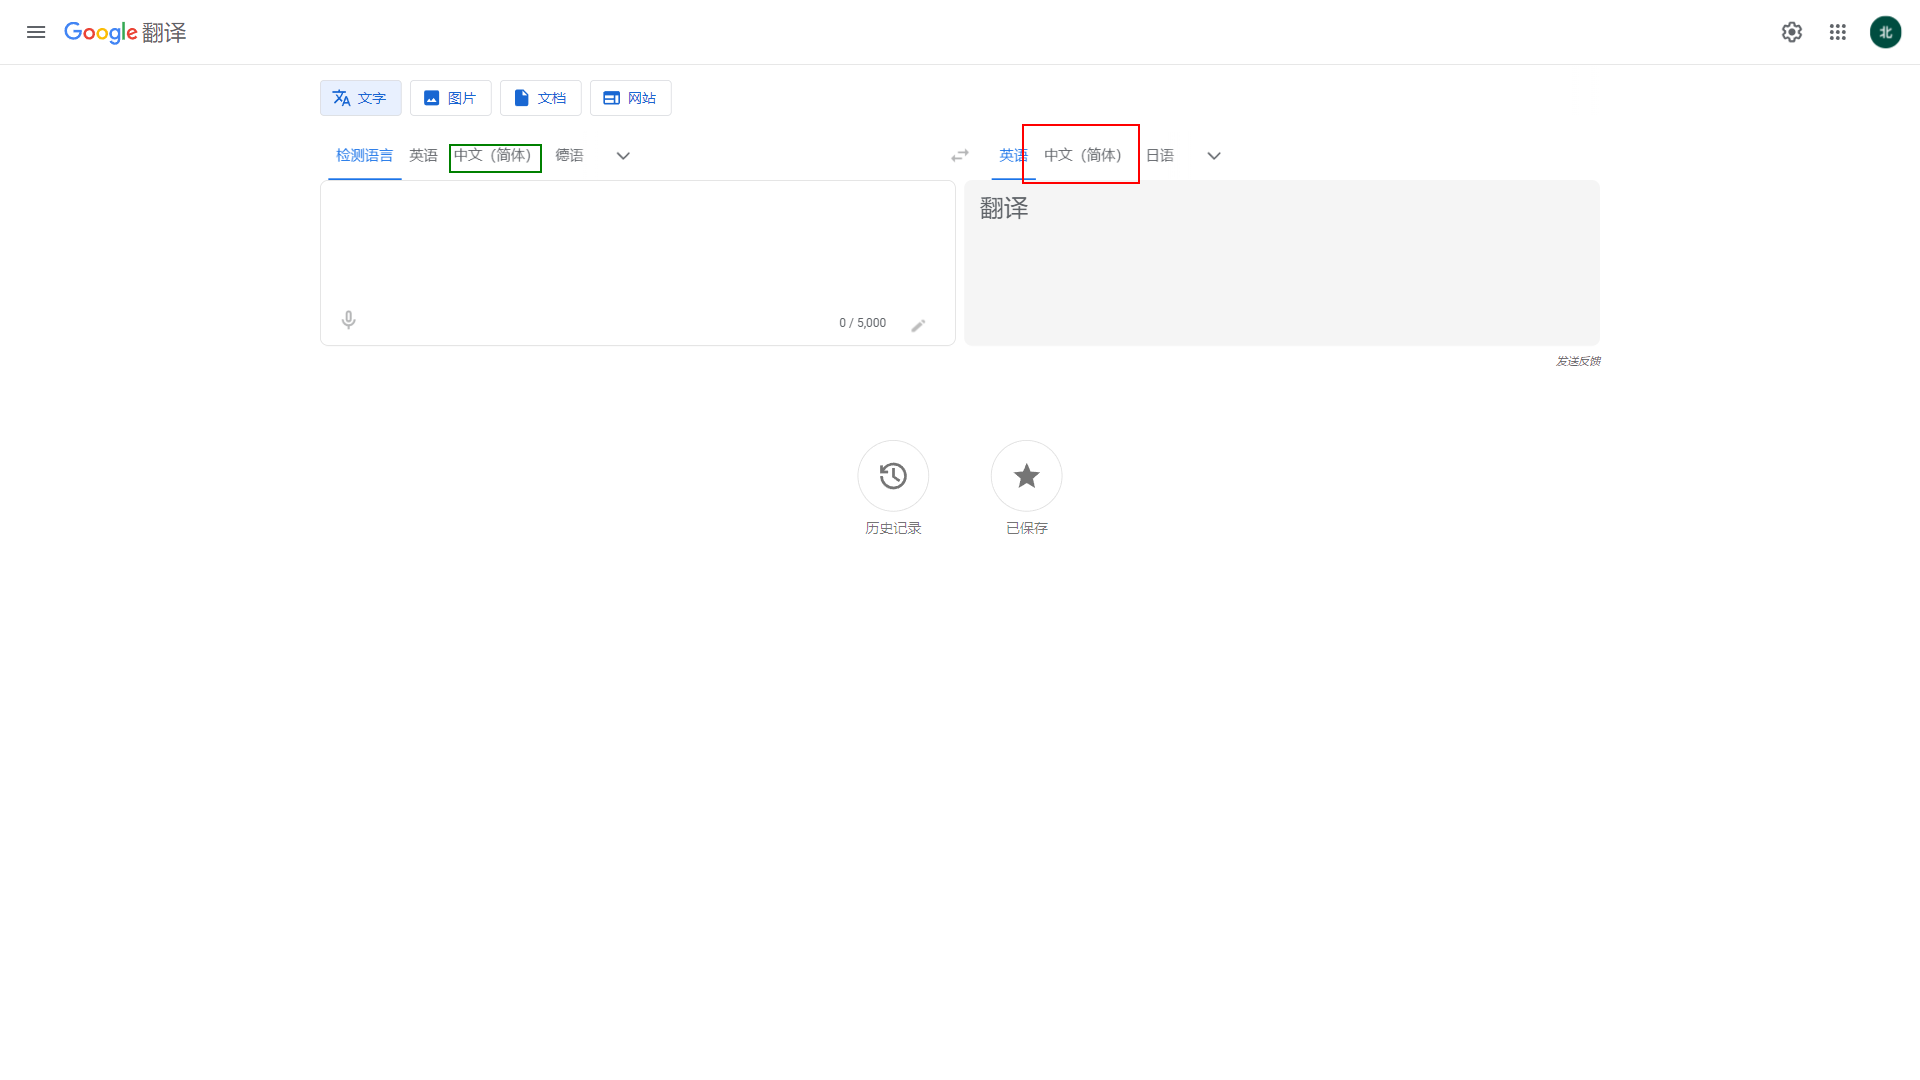 Google 翻译
北
文字 图片 文档 网站
检测语言 英语 中文（简体） 德语 英语 中文（简体） 日语
翻译
0 / 5,000
发送反馈
历史记录 已保存